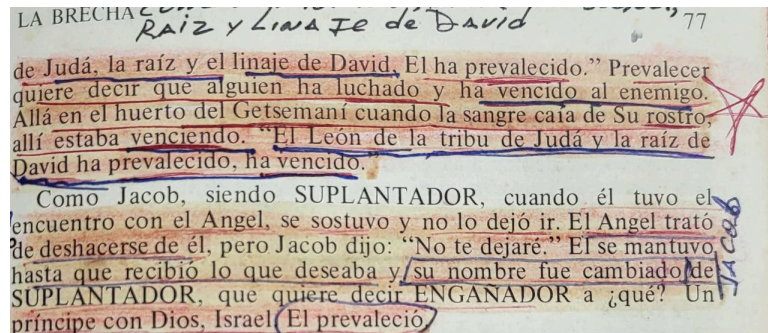 LA BRECHA
RAIZ Y LINAJE de DAVID
77
de Judá, la raíz y el linaje de David. El ha prevalecido.” Prevalecer
quiere decir que alguien ha luchado y ha vencido al enemigo.
Allá en el huerto del Getsemaní cuando la sangre caía de Su rostro,
allí estaba venciendo. “El León de la tribu de Judá y la raíz de
David ha prevalecido, ha vencido.”
Como Jacob, siendo SUPLANTADOR, cuando él tuvo el
encuentro con el Angel, se sostuvo y no lo dejó ir. El Angel trató
de deshacerse de él, pero Jacob dijo: “No te dejaré.” El se mantuvo
hasta que recibió lo que deseaba y su nombre fue cambiado de
SUPLANTADOR, que quiere decir ENGAÑADOR a ¿qué? Un
príncipe con Dios, Israel. El prevaleció
JACOB